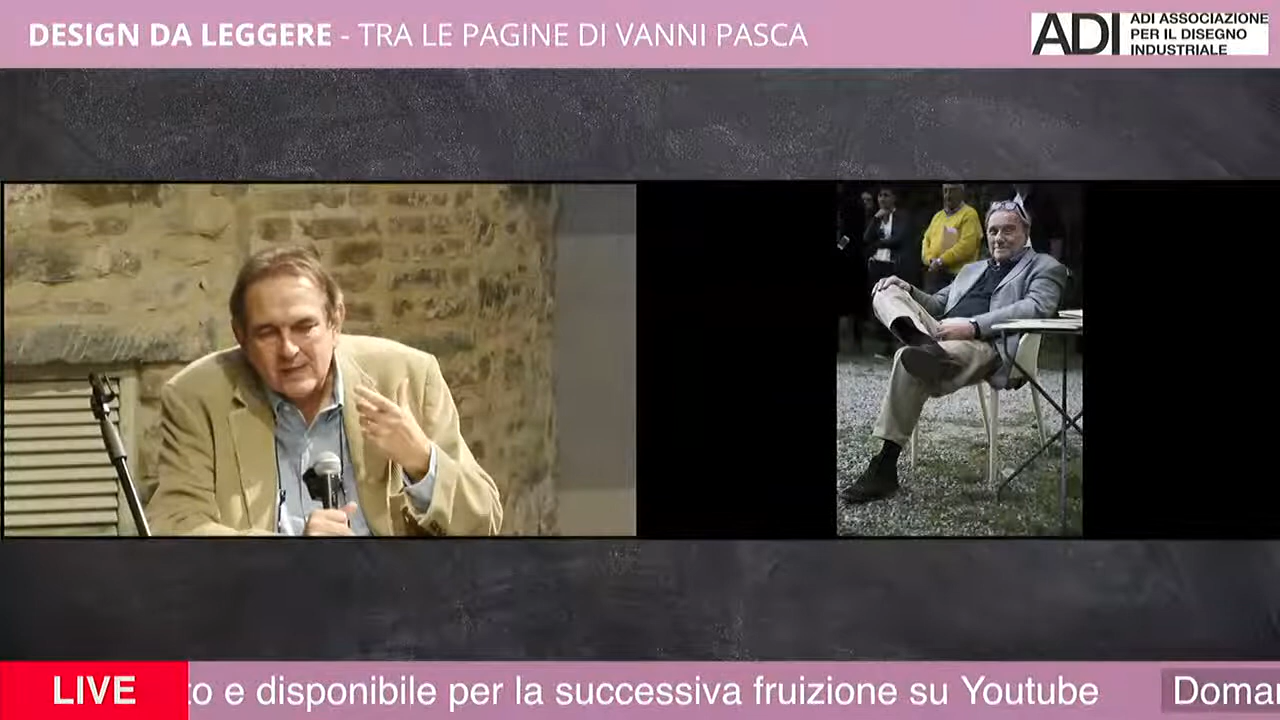 DESIGN DA LEGGERE - TRA LE PAGINE DI VANNI PASCA
ADI
ADI ASSOCIAZIONE
PER IL DISEGNO
INDUSTRIALE
LIVE
to e disponibile per la successiva fruizione su Youtube
Doma